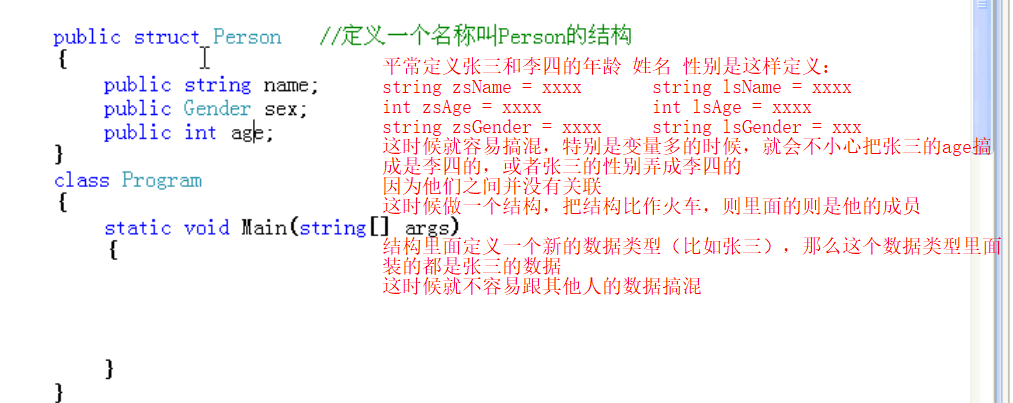 public struct Person //定义一个名称叫Person的结构
{
平常定义张三和李四的年龄 姓名 性别是这样定义:
public string name;
string zsName = xxxx string lsName = xxxx
public Gender sex;
int zsAge = xxxx int lsAge = xxxx
public int age;
string zsGender = xxxx string lsGender = xxx
这时候就容易搞混，特别是变量多的时候，就会不小心把张三的age搞
}
成是李四的，或者张三的性别弄成李四的
class Program
因为他们之间并没有关联
{
这时候做一个结构，把结构比作火车，则里面的则是他的成员
static void Main(string[] args)
{
结构里面定义一个新的数据类型（比如张三），那么这个数据类型里面
装的都是张三的数据
这时候就不容易跟其他人的数据搞混
}
}